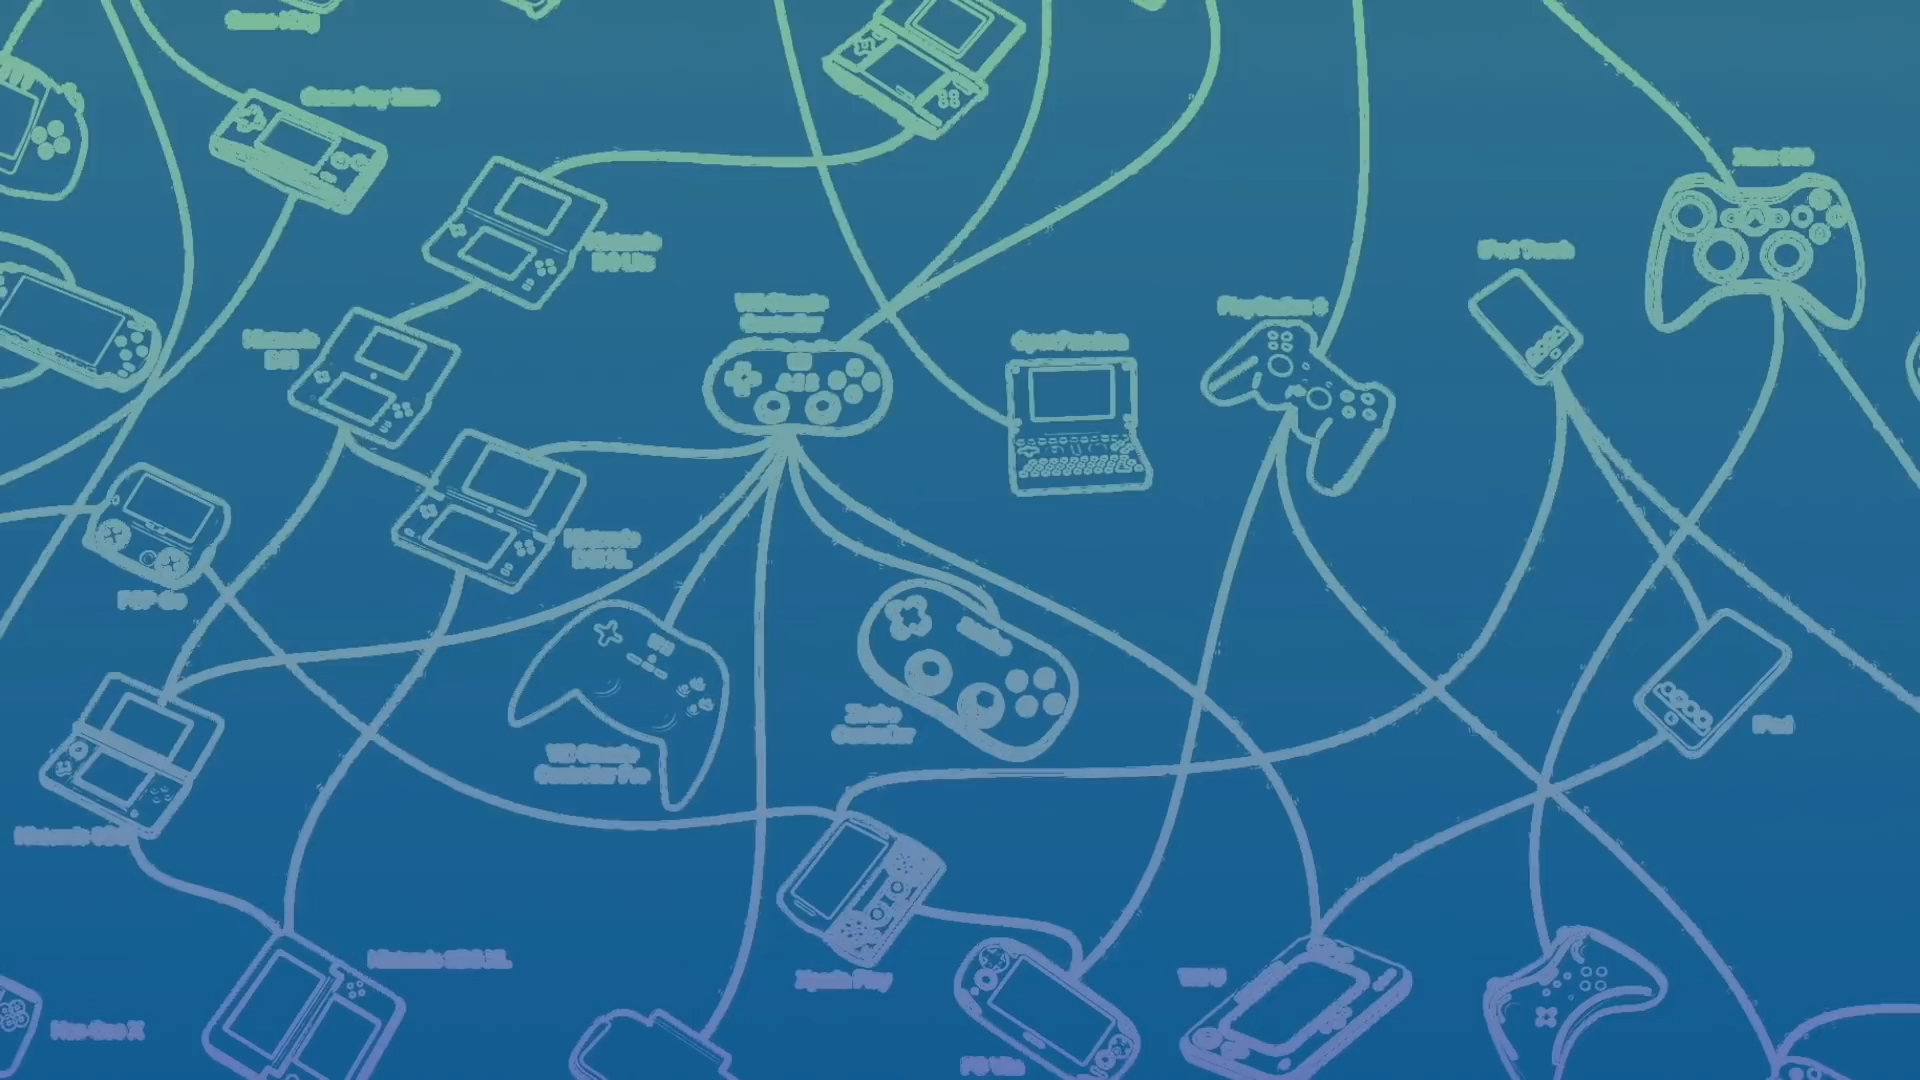 Game Boy Micro
Xbox 360
Nintendo
DS Lite
iPod Touch
Wii Classic
Controller
PlayStation 3
Nintendo
DSi
OpenPandora
Nintendo
DSi XL
PSP Go
Zeebo
Controller
iPad
Wii Classic
Controller Pro
Wii
Nintendo 3DS
Nintendo 3DS XL
Xperia Play
Wii U
Neo Geo X
PS Vita